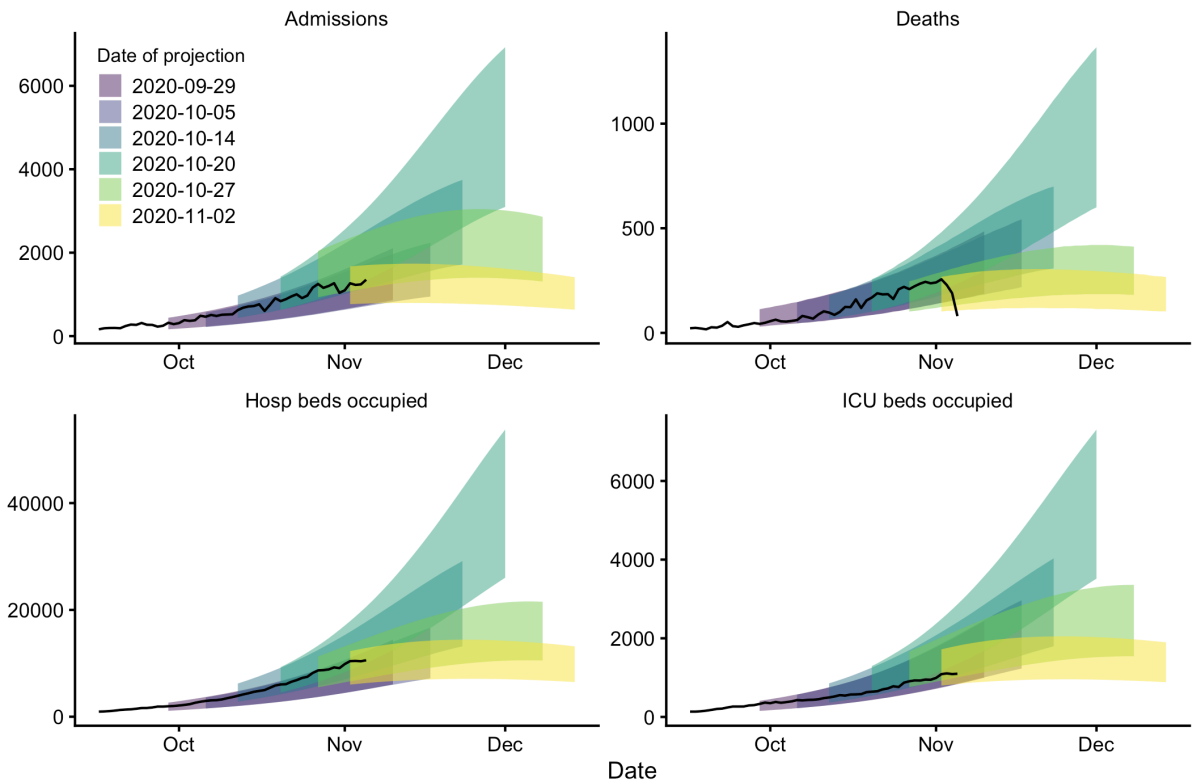 Admissions
Deaths
Date of projection
2020-09-29
2020-10-05
2020-10-14
2020-10-20
2020-10-27
2020-11-02
6000
4000
2000
0
Oct
Nov
Dec
1000
500
0
Oct
Nov
Dec
Hosp beds occupied
ICU beds occupied
40000
20000
0
Oct
Nov
Dec
6000
4000
2000
0
Oct
Nov
Dec
Date